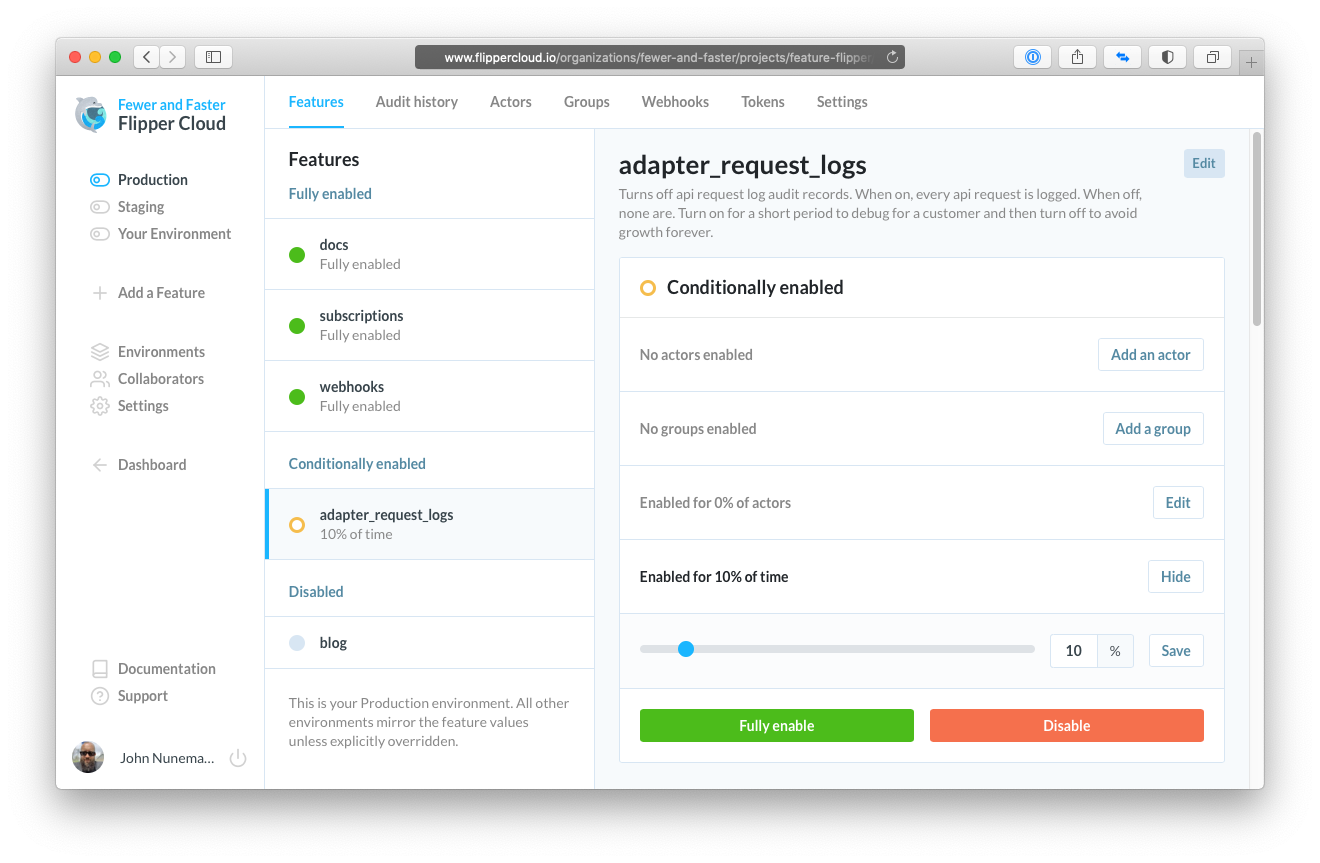 www.flippercloud.io/organizations/fewer-and-faster/projects/feature-flipper
Fewer and Faster
Flipper Cloud
Production
Staging
Your Environment
Add a Feature
Environments
Collaborators
Settings
Dashboard
Documentation
Support
John Nunema...
Features
Audit history
Actors
Groups
Webhooks
Tokens
Settings
Features
Fully enabled
docs
Fully enabled
subscriptions
Fully enabled
webhooks
Fully enabled
Conditionally enabled
adapter_request_logs
10% of time
Disabled
blog
This is your Production environment. All other
environments mirror the feature values
unless explicitly overridden.
adapter_request_logs
Edit
Turns off api request log audit records. When on, every api request is logged. When off,
none are. Turn on for a short period to debug for a customer and then turn off to avoid
growth forever.
Conditionally enabled
No actors enabled
Add an actor
No groups enabled
Add a group
Enabled for 0% of actors
Edit
Enabled for 10% of time
Hide
10 %
Save
Fully enable
Disable